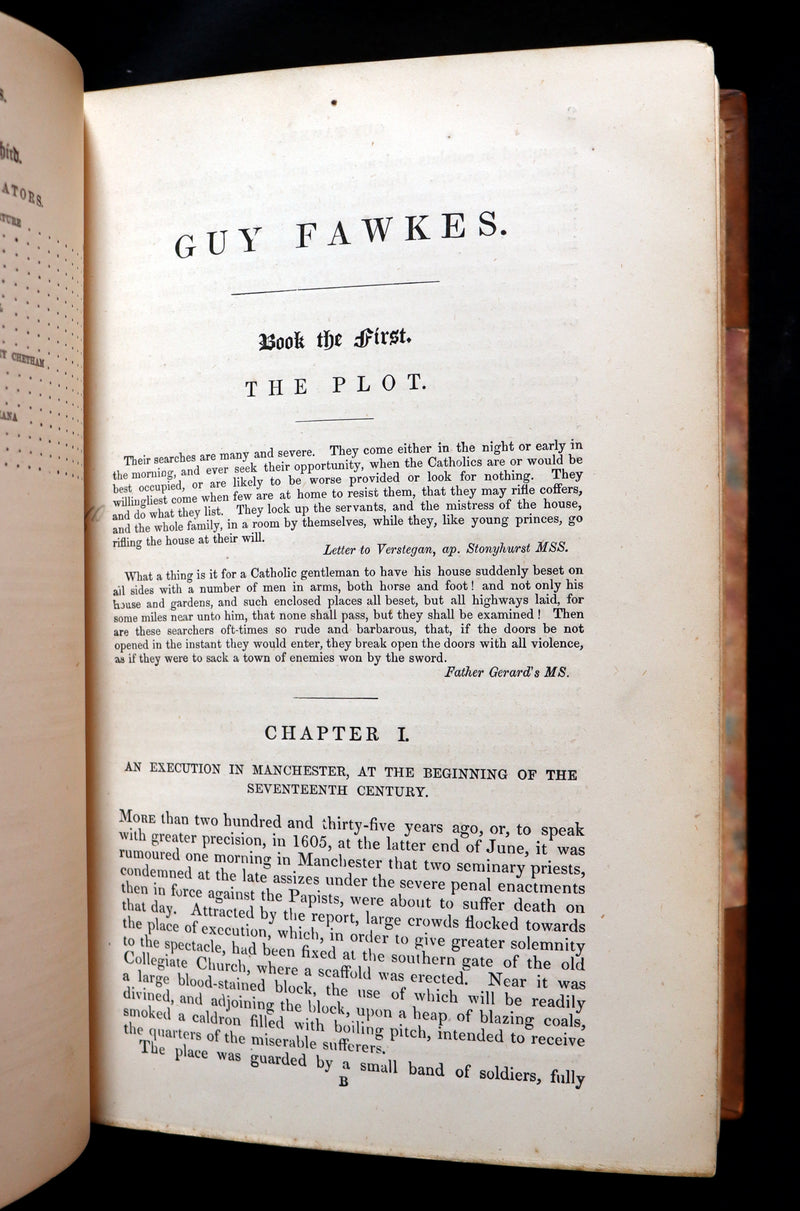 S.
ATORS.
Y CHETHAM
GUY FAWKES.
Book the First.
THE PLOT.
Their searches are many and severe. They come either in the night or early in
the morning, and ever seek their opportunity, when the Catholics are or would be
best occupied, or are likely to be worse provided or look for nothing. They
willingliest come when few are at home to resist them, that they may rifle coffers,
and do what they list. They lock up the servants, and the mistress of the house,
and the whole family, in a room by themselves, while they, like young princes, go
rifling the house at their will.
Letter to Verstegan, ap. Stonyhurst MSS.
What a thing is it for a Catholic gentleman to have his house suddenly beset on
all sides with a number of men in arms, both horse and foot! and not only his
house and gardens, and such enclosed places all beset, but all highways laid, for
some miles near unto him, that none shall pass, but they shall be examined! Then
are these searchers oft-times so rude and barbarous, that, if the doors be not
opened in the instant they would enter, they break open the doors with all violence,
as if they were to sack a town of enemies won by the sword.
Father Gerard's MS.
CHAPTER I.
AN EXECUTION IN MANCHESTER, AT THE BEGINNING OF THE
SEVENTEENTH CENTURY.
MORE than two hundred and thirty-five years ago, or, to speak
with greater precision, in 1605, at the latter end of June, it was
rumoured one morning in Manchester that two seminary priests,
condemned at the late assizes under the severe penal enactments
then in force against the Papists, were about to suffer death on
that day. Attracted by the report, large crowds flocked towards
the place of execution, which, in order to give greater solemnity
to the spectacle, had been fixed at the southern gate of the old
Collegiate Church, where a scaffold was erected. Near it was
a large blood-stained block, the use of which will be readily
divined, and adjoining the block, upon a heap of blazing coals,
smoked a caldron filled with boiling pitch, intended to receive
the quarters of the miserable sufferers.
The place was guarded by a small band of soldiers, fully
B